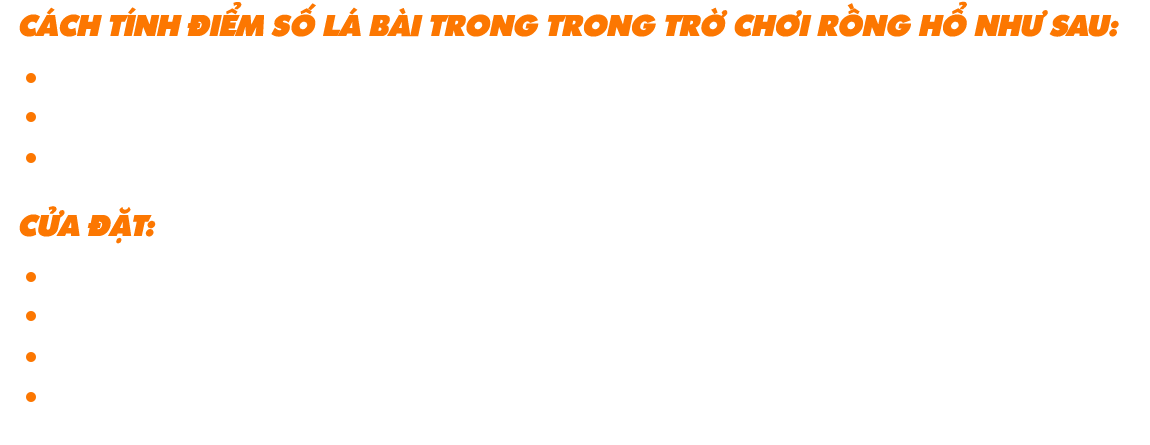 CÁCH TÍNH ĐIỂM SỐ LÁ BÀI TRONG TRONG TRỜ CHƠI RỒNG HỔ NHƯ SAU:
CỬA ĐẶT: